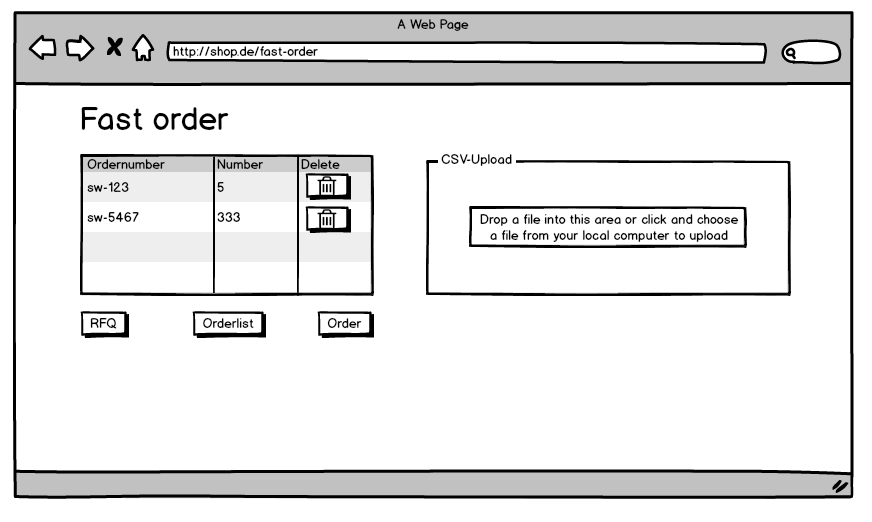 A Web Page
http://shop.de/fast-order
Fast order
Ordernumber Number Delete
sw-123 5
sw-5467 333
RFQ Orderlist Order
CSV-Upload
Drop a file into this area or click and choose
a file from your local computer to upload